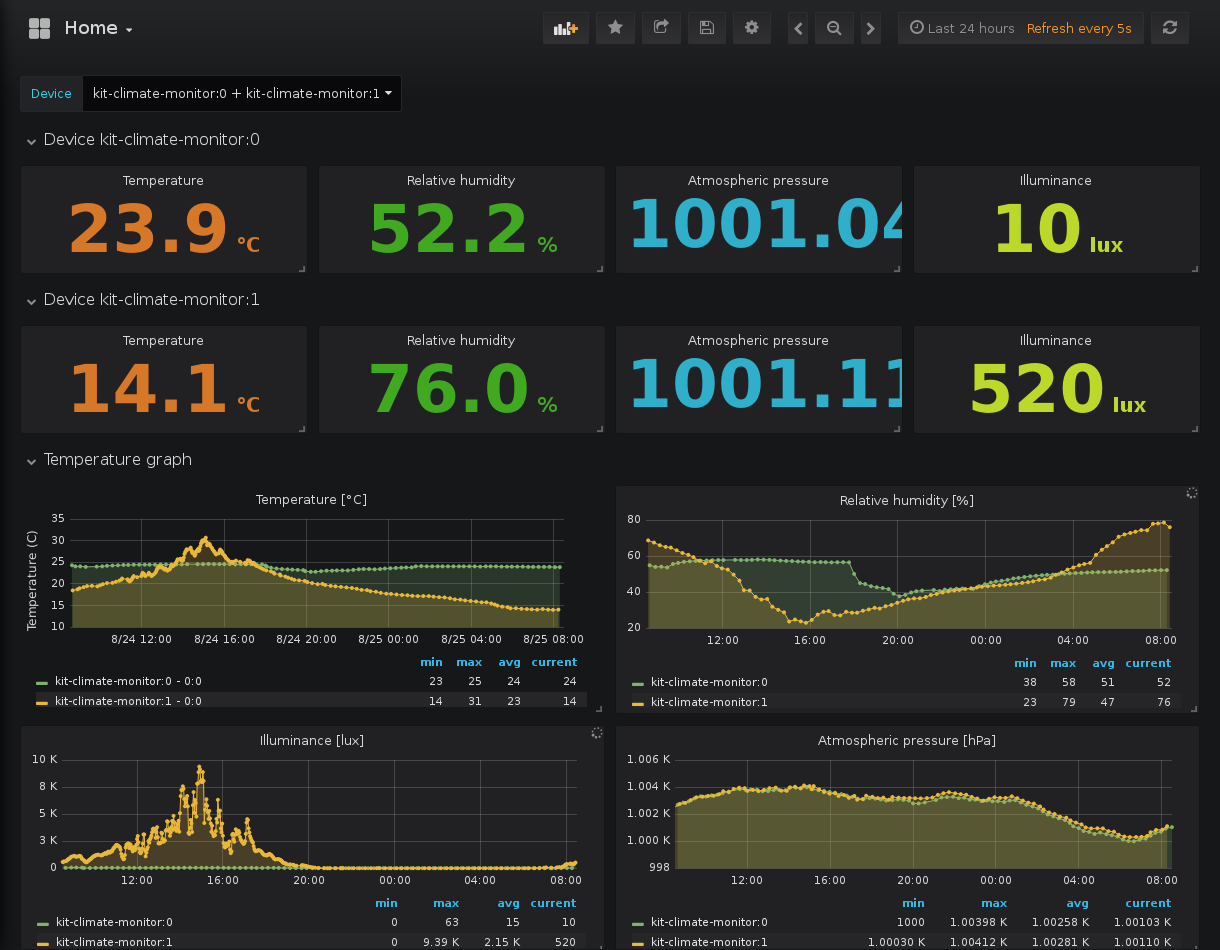 Home
Last 24 hours Refresh every 5s
Device kit-climate-monitor:0 + kit-climate-monitor:1
Device kit-climate-monitor:0
Temperature Relative humidity Atmospheric pressure Illuminance
23.9 °C 52.2 % 1001.04 10 lux
Device kit-climate-monitor:1
Temperature Relative humidity Atmospheric pressure Illuminance
14.1 °C 76.0 % 1001.11 520 lux
Temperature graph
Temperature [°C]
Temperature (C)
35
30
25
20
15
10
8/24 12:00 8/24 16:00 8/24 20:00 8/25 00:00 8/25 04:00 8/25 08:00
min max avg current
kit-climate-monitor:0 - 0:0 23 25 24 24
kit-climate-monitor:1 - 0:0 14 31 23 14
Relative humidity [%]
80
60
40
20
12:00 16:00 20:00 00:00 04:00 08:00
min max avg current
kit-climate-monitor:0 38 58 51 52
kit-climate-monitor:1 23 79 47 76
Illuminance [lux]
10 K
8 K
5 K
3 K
0
12:00 16:00 20:00 00:00 04:00 08:00
min max avg current
kit-climate-monitor:0 0 63 15 10
kit-climate-monitor:1 0 9.39 K 2.15 K 520
Atmospheric pressure [hPa]
1.006 K
1.004 K
1.002 K
1.000 K
998
12:00 16:00 20:00 00:00 04:00 08:00
min max avg current
kit-climate-monitor:0 1000 1.00398 K 1.00258 K 1.00103 K
kit-climate-monitor:1 1.00030 K 1.00412 K 1.00281 K 1.00110 K